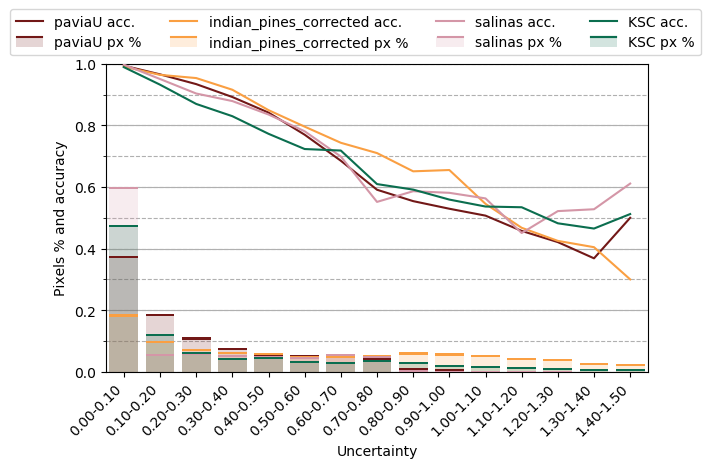 paviaU acc. indian_pines_corrected acc. salinas acc. KSC acc.
paviaU px % indian_pines_corrected px % salinas px % KSC px %
1.0
0.8
0.6
0.4
0.2
0.0
Pixels % and accuracy
0.00-0.10 0.10-0.20 0.20-0.30 0.30-0.40 0.40-0.50 0.50-0.60 0.60-0.70 0.70-0.80 0.80-0.90 0.90-1.00 1.00-1.10 1.10-1.20 1.20-1.30 1.30-1.40 1.40-1.50
Uncertainty